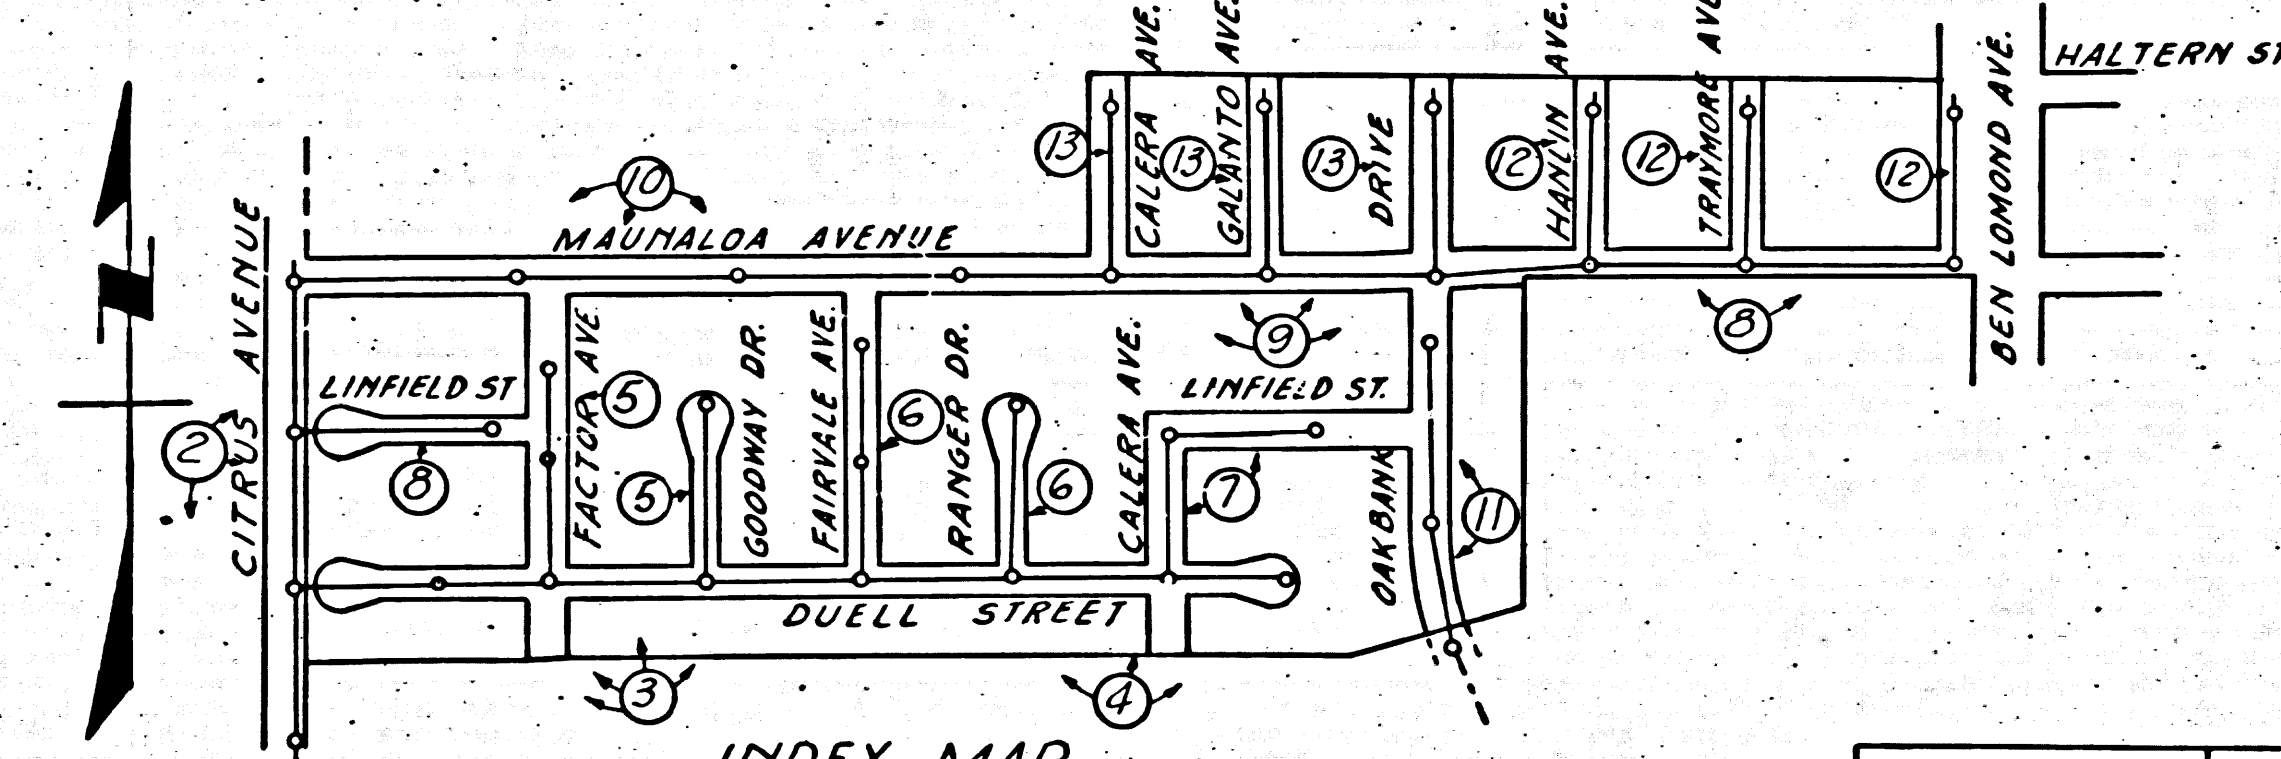 HALTERN ST
BEN LOMOND AVE.
CALERA AVE.
GALANTO AVE.
DRIVE
HANLIN AVE.
TRAYMORE AVE
13
13
13
12
12
12
10
MAUNALOA AVENUE
N
CITRUS AVENUE
2
LINFIELD ST
8
FACTOR AVE
5
5
GOODWAY DR.
FAIRVALE AVE.
6
RANGER DR.
6
CALERA AVE.
9
LINFIELD ST.
7
OAKBANK
11
8
DUELL STREET
3
4
INDEX MAP